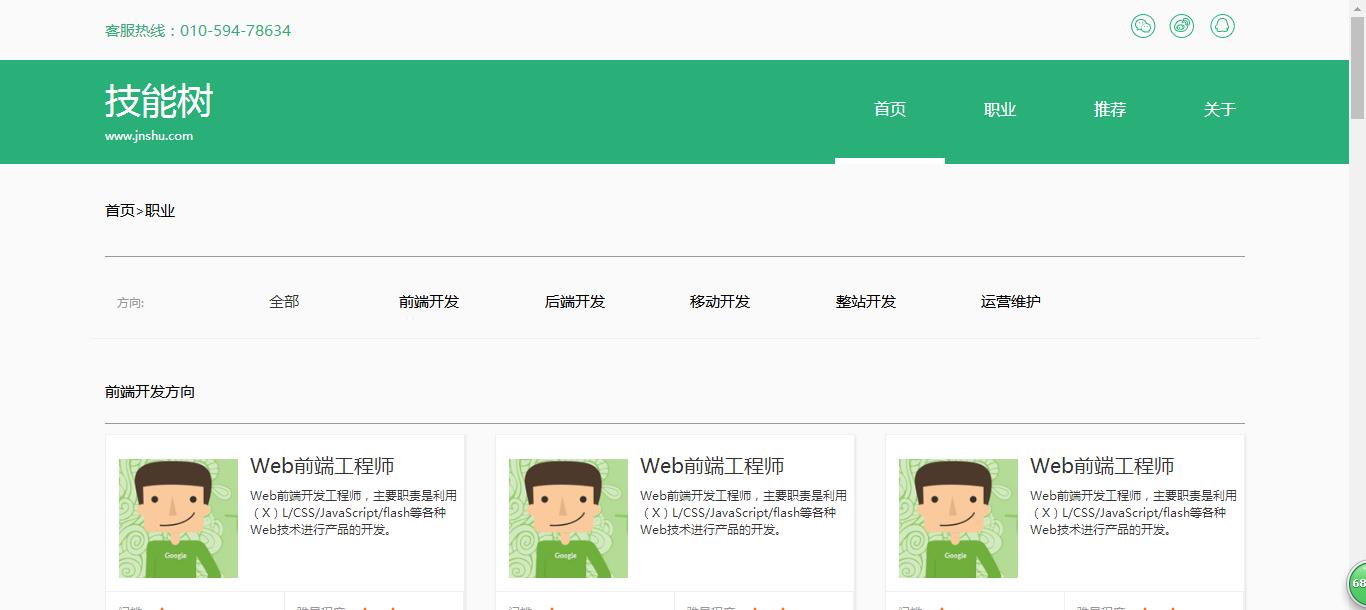 客服热线：010-594-78634
技能树
www.jnshu.com
首页 职业 推荐 关于
首页>职业
方向: 全部 前端开发 后端开发 移动开发 整站开发 运营维护
前端开发方向
Web前端工程师
Web前端开发工程师，主要职责是利用
（X）L/CSS/JavaScript/flash等各种
Web技术进行产品的开发。
Google
Web前端工程师
Web前端开发工程师，主要职责是利用
（X）L/CSS/JavaScript/flash等各种
Web技术进行产品的开发。
Google
Web前端工程师
Web前端开发工程师，主要职责是利用
（X）L/CSS/JavaScript/flash等各种
Web技术进行产品的开发。
Google
68